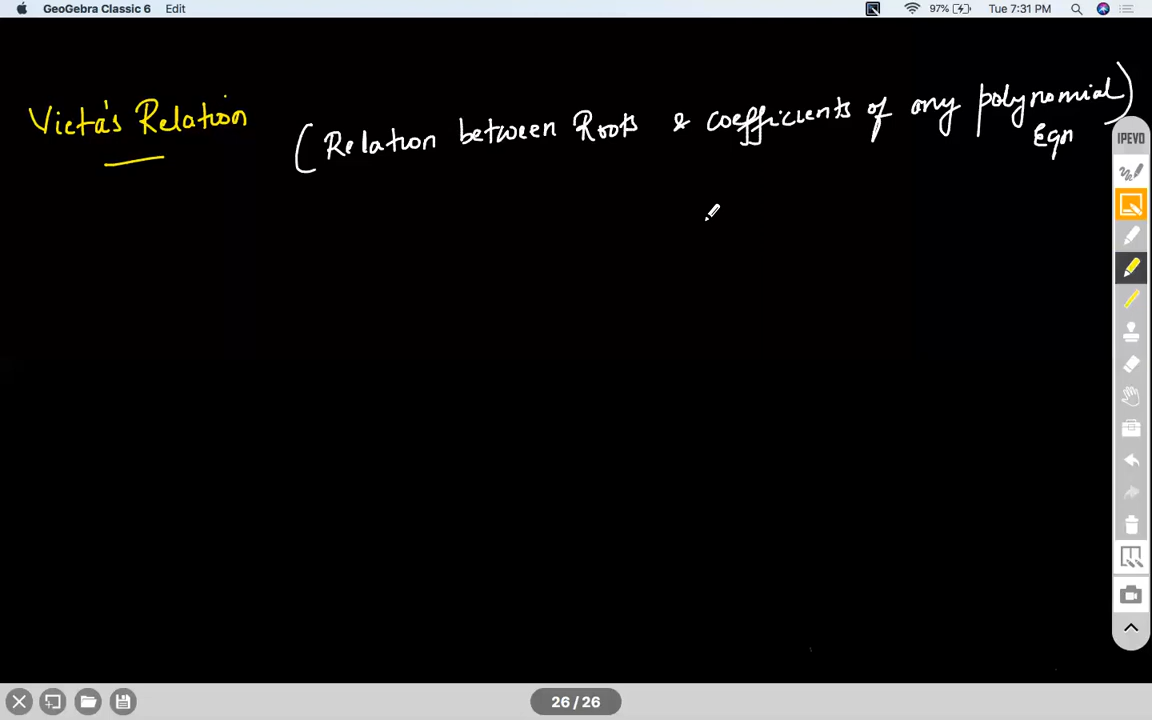 GeoGebra Classic 6 Edit 97% Tue 7:31 PM
Vieta's Relation
(Relation between Roots & coefficients of any polynomial)
Eqn
IPEVO
26 / 26